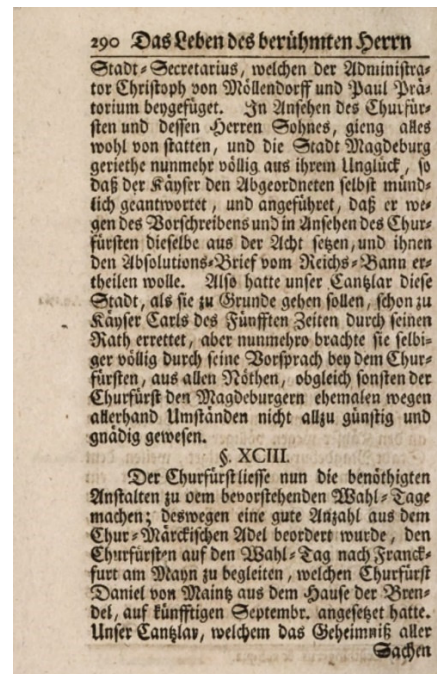 290 Das Leben des berühmten Herrn
Stadt-Secretarius, welchen der Administra-
tor Christoph von Möllendorff und Paul Prä-
torium beygefüget. In Ansehen des Churfür-
sten und dessen Herren Sohnes, gieng alles
wohl von statten, und die Stadt Magdeburg
geriethe nunmehr völlig aus ihrem Unglück, so
daß der Käyser den Abgeordneten selbst münd-
lich geantwortet, und angeführet, daß er we-
gen des Vorschreibens und in Ansehen des Chur-
fürsten dieselbe aus der Acht setzen, und ihnen
den Absolutions-Brief vom Reichs-Bann er-
theilen wolle. Also hatte unser Cantzlar diese
Stadt, als sie zu Grunde gehen sollen, schon zu
Käyser Carls des Fünfften Zeiten durch seinen
Rath errettet, aber nunmehro brachte sie selbi-
ger völlig durch seine Vorsprach bey dem Chur-
fürsten, aus allen Nöthen, obgleich sonsten der
Churfürst den Magdeburgern ehemalen wegen
allerhand Umständen nicht allzu günstig und
gnädig gewesen.
§. XCIII.
Der Churfürst liesse nun die benöthigten
Anstalten zu dem bevorstehenden Wahl-Tage
machen; deswegen eine gute Anzahl aus dem
Chur-Märckischen Adel beordert wurde, den
Churfürsten auf den Wahl-Tag nach Franck-
furt am Mayn zu begleiten, welchen Churfürst
Daniel von Maintz aus dem Hause der Bren-
del, auf künfftigen Septembr. angesetzet hatte.
Unser Cantzlar, welchem das Geheimniß aller
Sachen